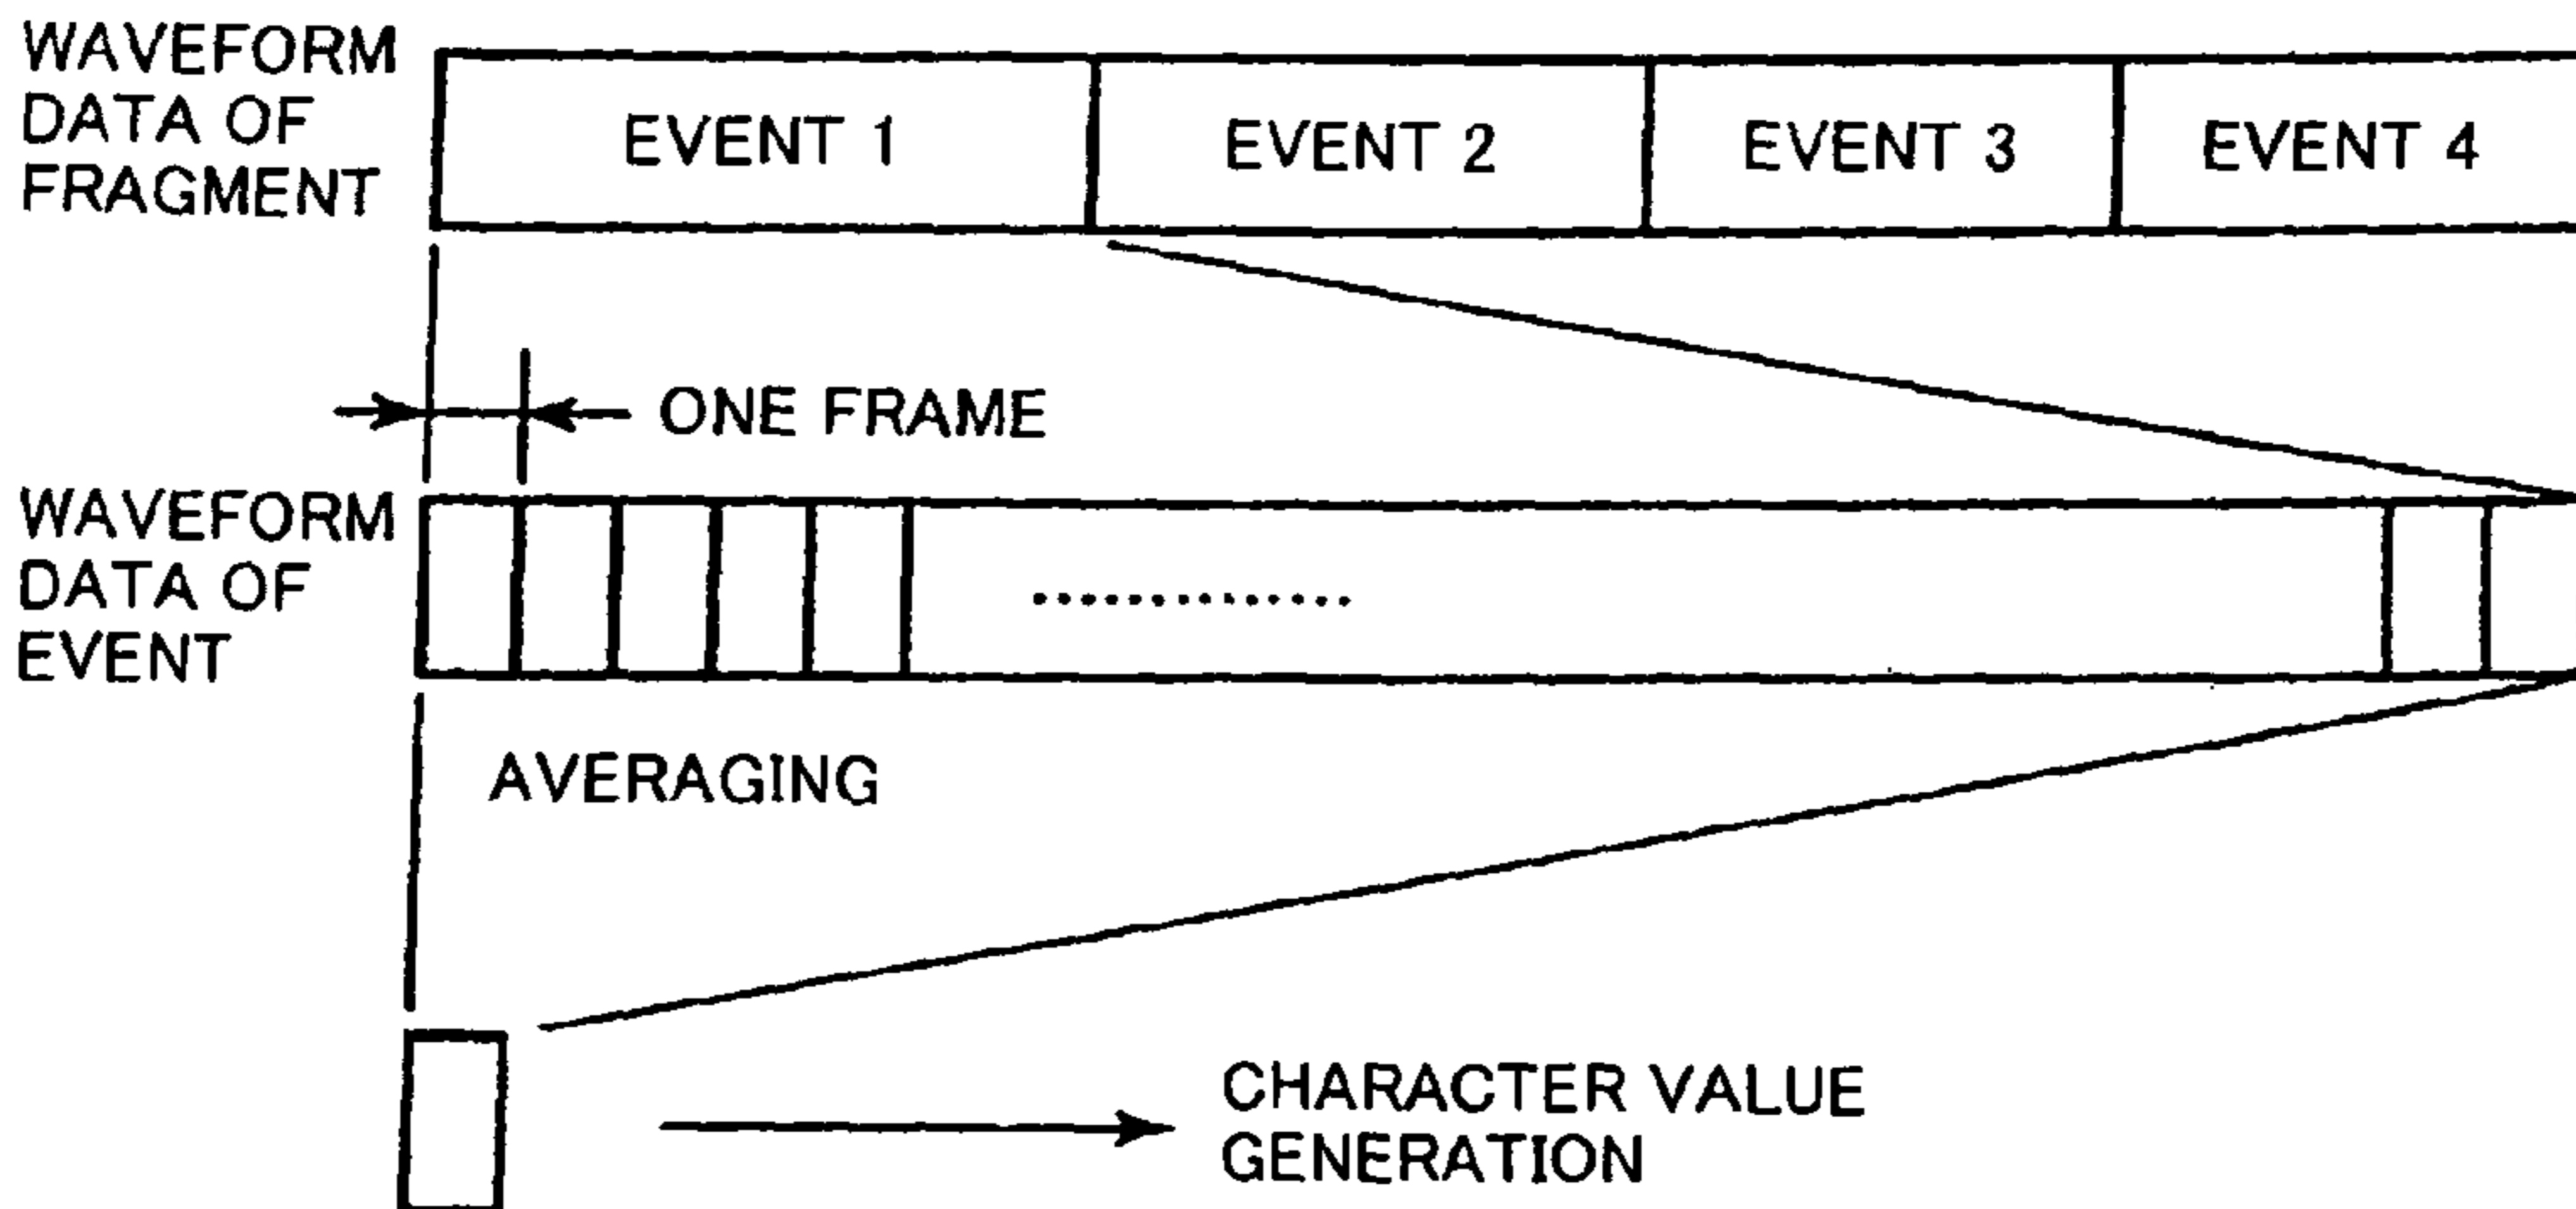 WAVEFORM
DATA OF
FRAGMENT
EVENT 1
EVENT 2
EVENT 3
EVENT 4
ONE FRAME
WAVEFORM
DATA OF
EVENT
AVERAGING
CHARACTER VALUE
GENERATION